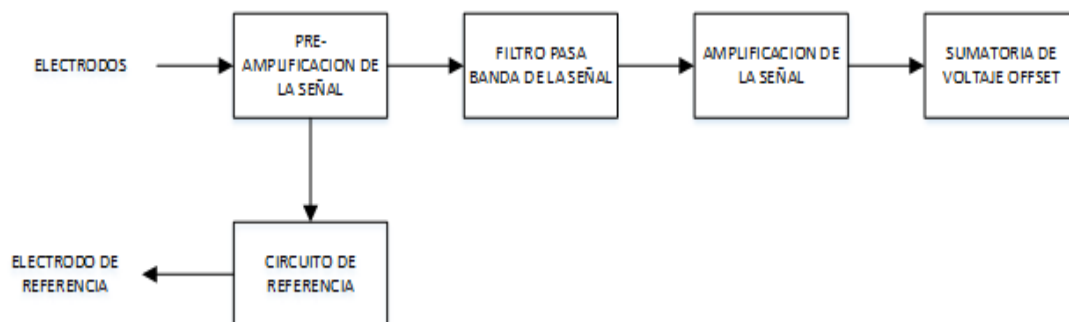 ELECTRODOS
PRE-
AMPLIFICACION DE
LA SEÑAL
FILTRO PASA
BANDA DE LA SEÑAL
AMPLIFICACION DE
LA SEÑAL
SUMATORIA DE
VOLTAJE OFFSET
ELECTRODO DE
REFERENCIA
CIRCUITO DE
REFERENCIA